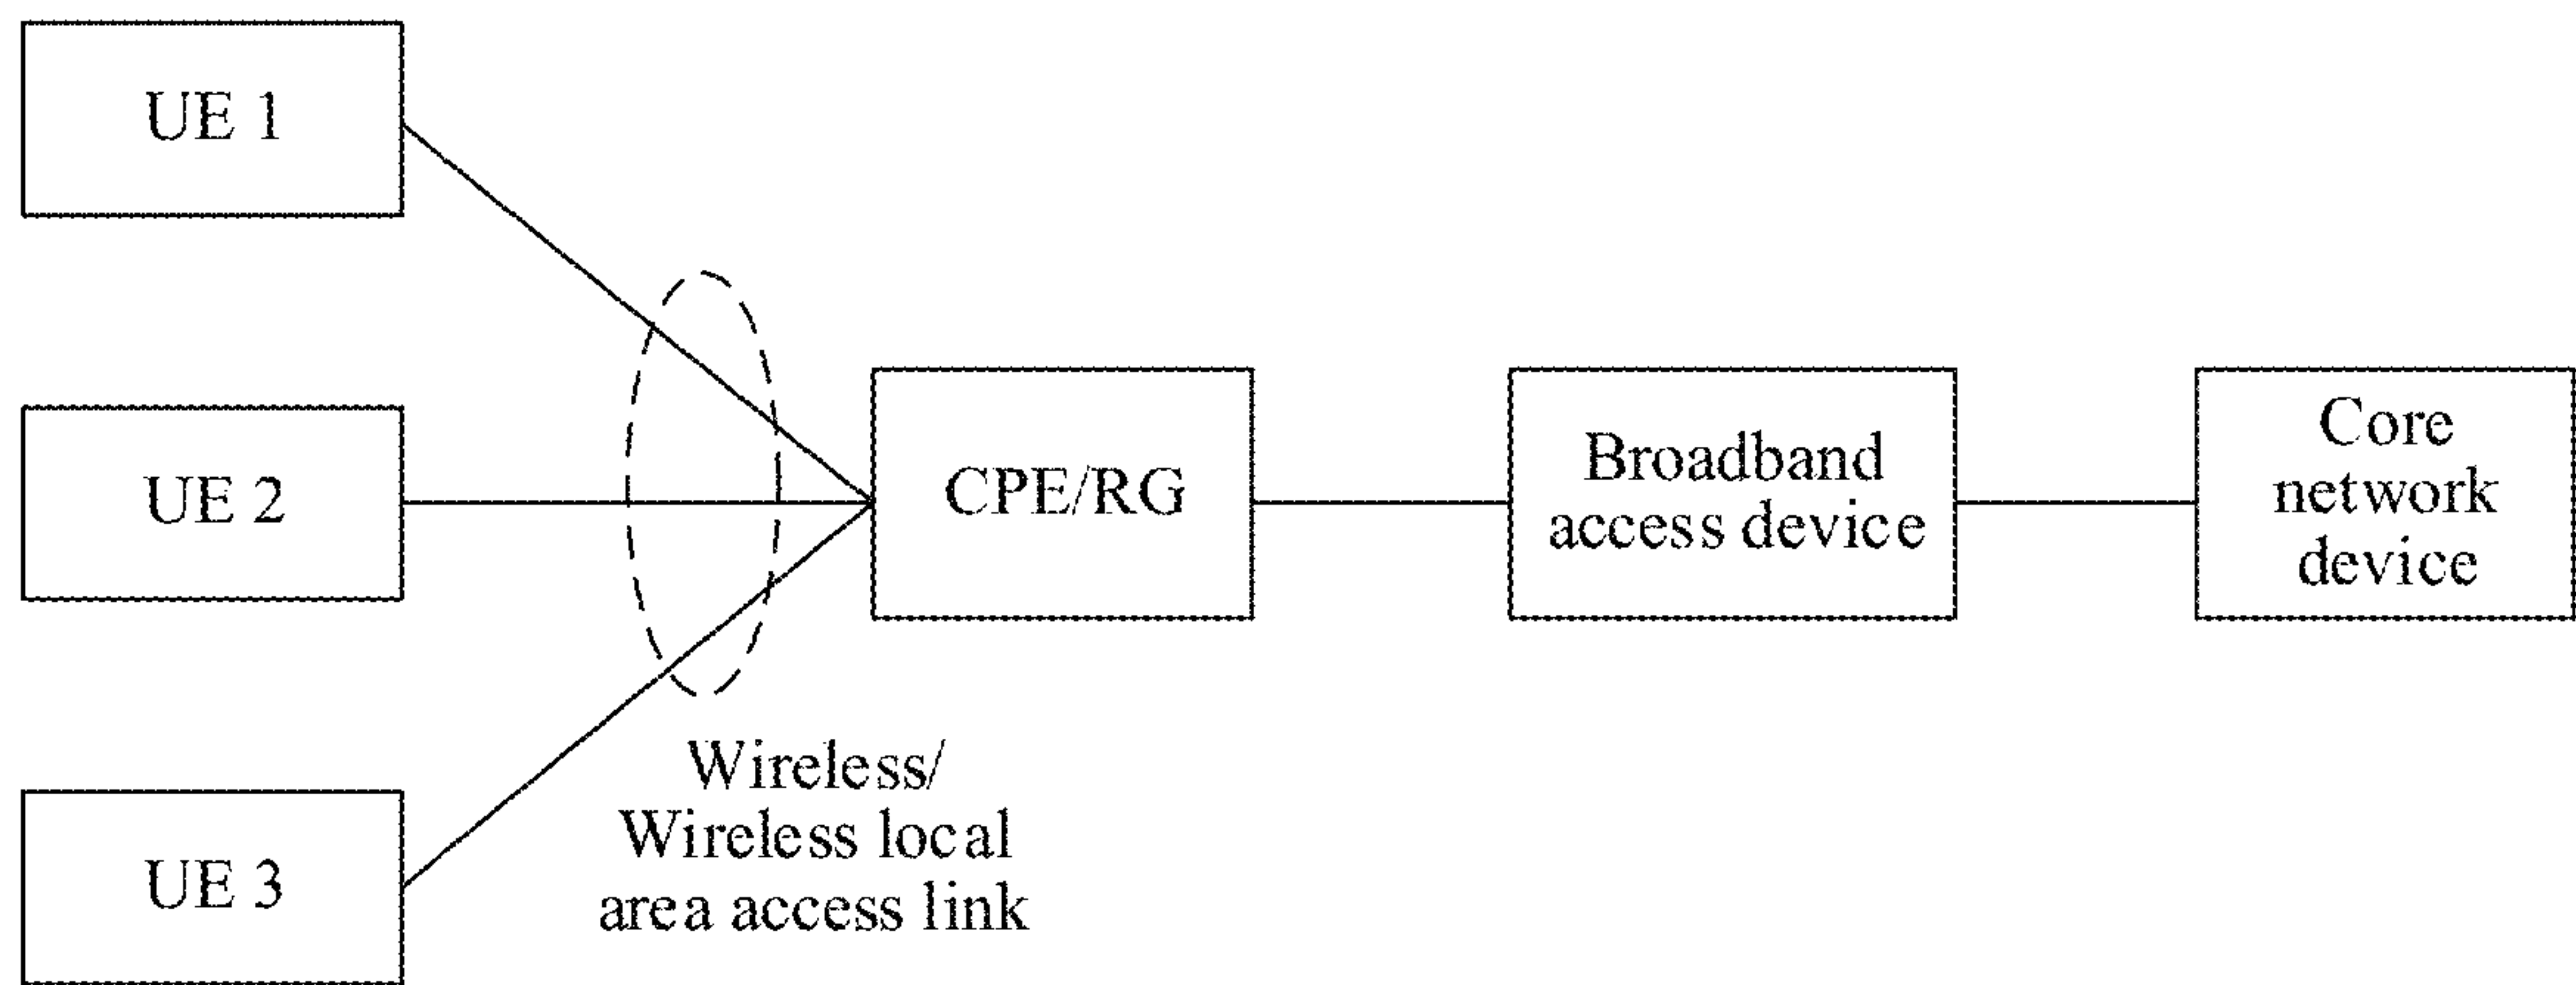 UE 1
UE 2
UE 3
Wireless/
Wireless local
area access link
CPE/RG
Broadband
access device
Core
network
device